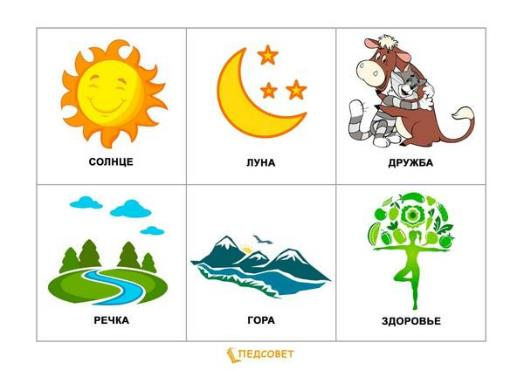 СОЛНЦЕ
ЛУНА
ДРУЖБА
РЕЧКА
ГОРА
ЗДОРОВЬЕ
ПЕДСОВЕТ